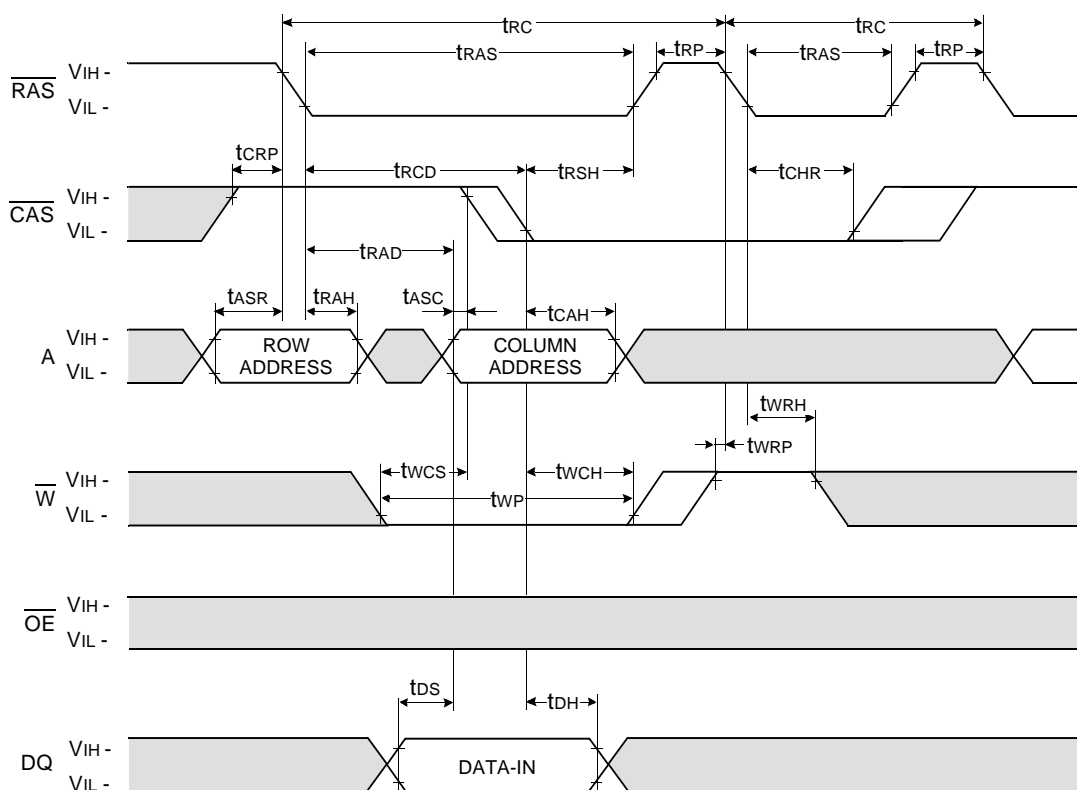 tRC tRC
tRAS tRP tRAS tRP
RAS VIH -
VIL -
tCRP tRCD tRSH tCHR
CAS VIH -
VIL -
tRAD
tASR tRAH tASC tCAH
A VIH -
VIL -
ROW
ADDRESS
COLUMN
ADDRESS
tWRH
tWRP
tWCS tWCH
W VIH -
VIL -
tWP
OE VIH -
VIL -
tDS tDH
DQ VIH -
VIL -
DATA-IN